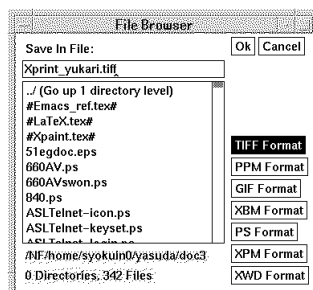 File Browser
Save In File:
Ok
Cancel
Xprint_yukari.tiff
../ (Go up 1 directory level)
#Emacs_ref.tex#
#LaTeX.tex#
#Xpaint.tex#
51egdoc.eps
660AV.ps
660AVswon.ps
840.ps
ASLTelnet-icon.ps
ASLTelnet-keyset.ps
ASLTelnet-login.ps
TIFF Format
PPM Format
GIF Format
XBM Format
PS Format
XPM Format
XWD Format
/NF/home/syokuin0/yasuda/doc3
0 Directories, 342 Files